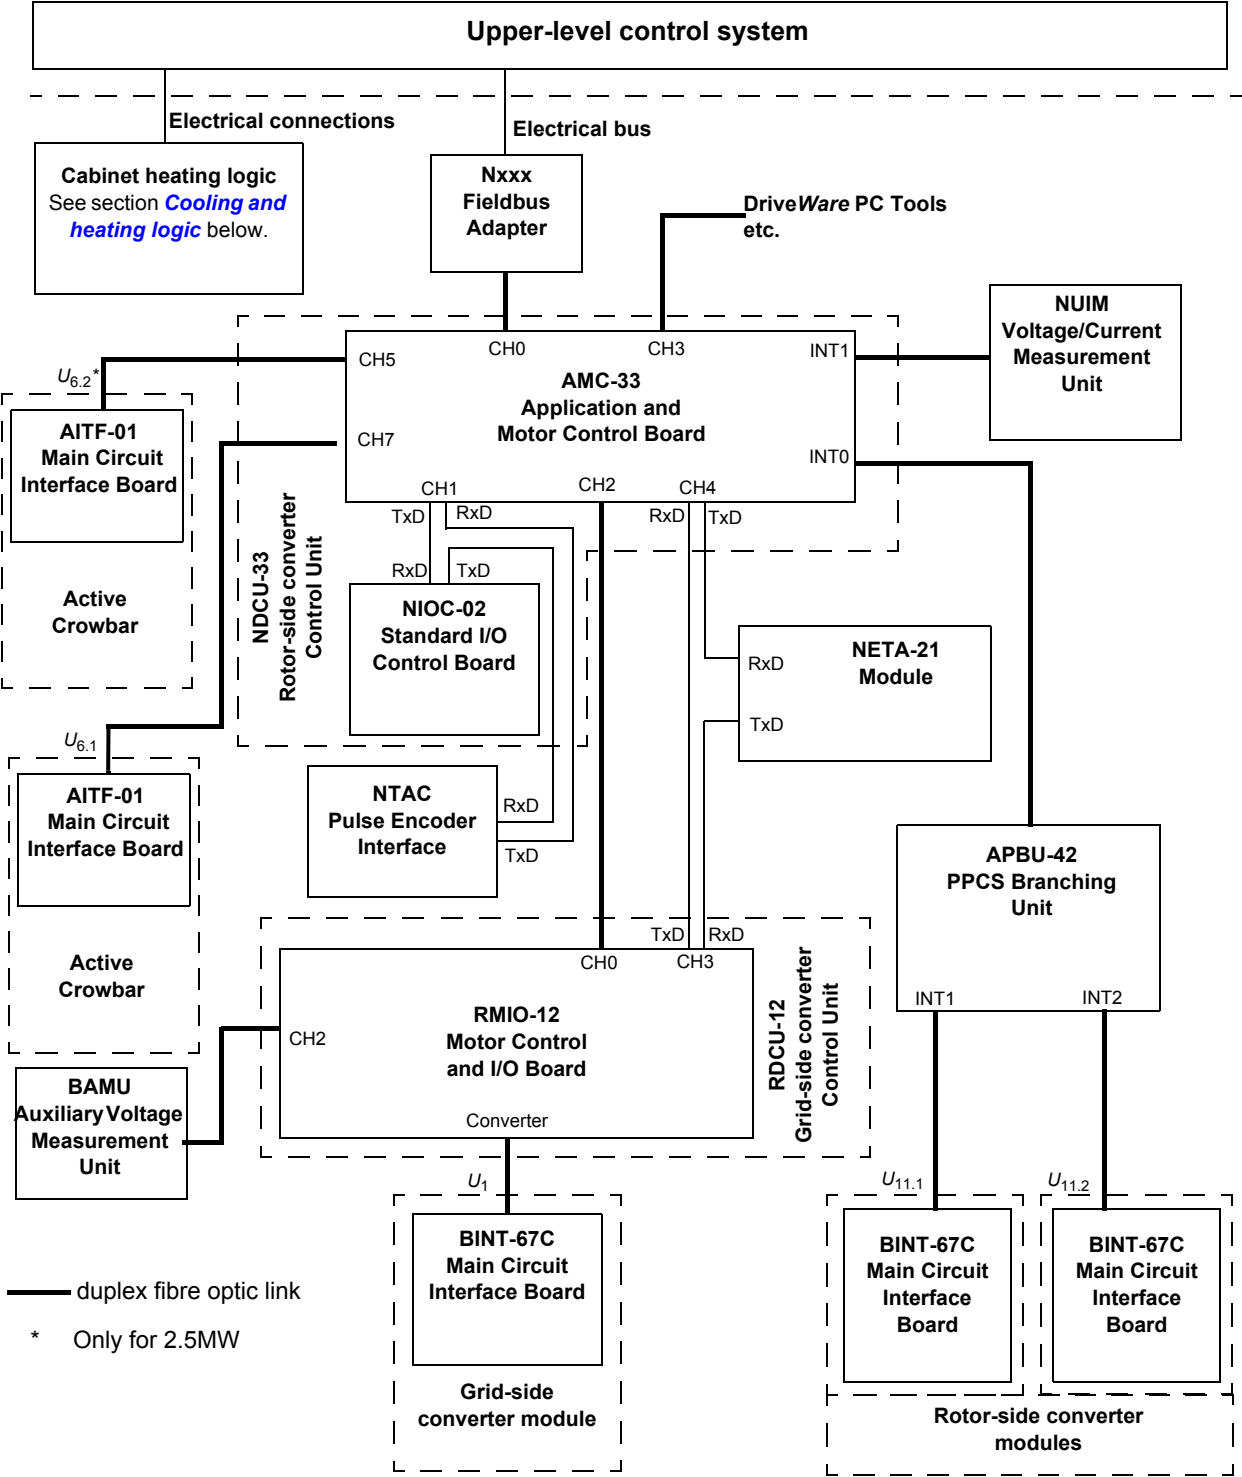 Upper-level control system
Electrical connections
Electrical bus
Cabinet heating logic
See section Cooling and
heating logic below.
Nxxx
Fieldbus
Adapter
DriveWare PC Tools
etc.
NUIM
Voltage/Current
Measurement
Unit
CH5
CH0
CH3
INT1
AMC-33
Application and
Motor Control Board
CH7
INT0
CH1
CH2
CH4
TxD
RxD
RxD
TxD
U6.2*
AITF-01
Main Circuit
Interface Board
Active
Crowbar
NDCU-33
Rotor-side converter
Control Unit
RxD
TxD
NIOC-02
Standard I/O
Control Board
NETA-21
Module
RxD
TxD
U6.1
AITF-01
Main Circuit
Interface Board
Active
Crowbar
NTAC
Pulse Encoder
Interface
RxD
TxD
APBU-42
PPCS Branching
Unit
INT1
INT2
TxD
RxD
CH0
CH3
RMIO-12
Motor Control
and I/O Board
CH2
Converter
RDCU-12
Grid-side converter
Control Unit
BAMU
Auxiliary Voltage
Measurement
Unit
U1
BINT-67C
Main Circuit
Interface Board
Grid-side
converter module
U11.1
U11.2
BINT-67C
Main Circuit
Interface
Board
BINT-67C
Main Circuit
Interface
Board
Rotor-side converter
modules
duplex fibre optic link
* Only for 2.5MW